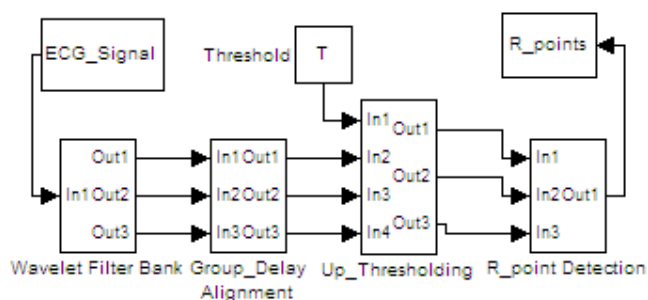 ECG_Signal
Threshold
T
R_points
Out1
In1 Out2
Out3
Wavelet Filter Bank
In1 Out1
In2 Out2
In3 Out3
Group_Delay
Alignment
In1
Out1
In2
Out2
In3
Out3
In4
Up_Thresholding
In1
In2 Out1
In3
R_point Detection